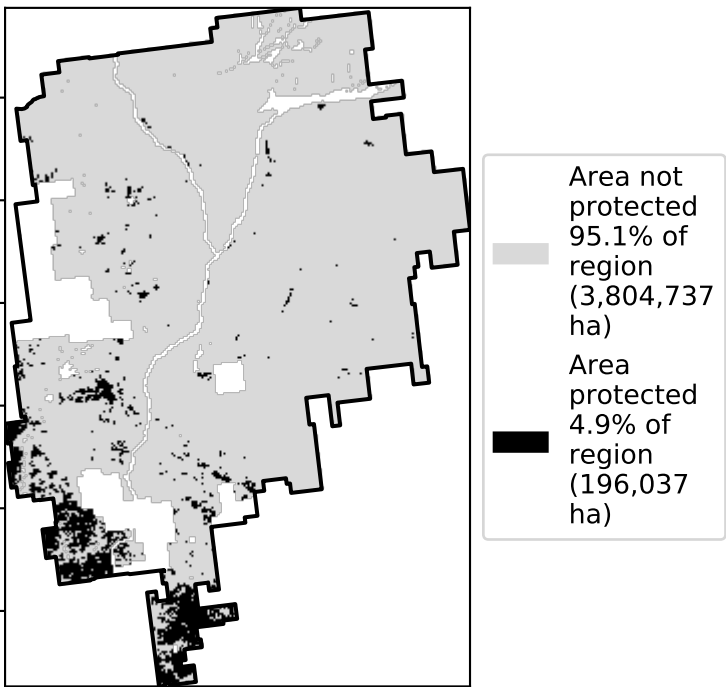 Area not
protected
95.1% of
region
(3,804,737
ha)
Area
protected
4.9% of
region
(196,037
ha)